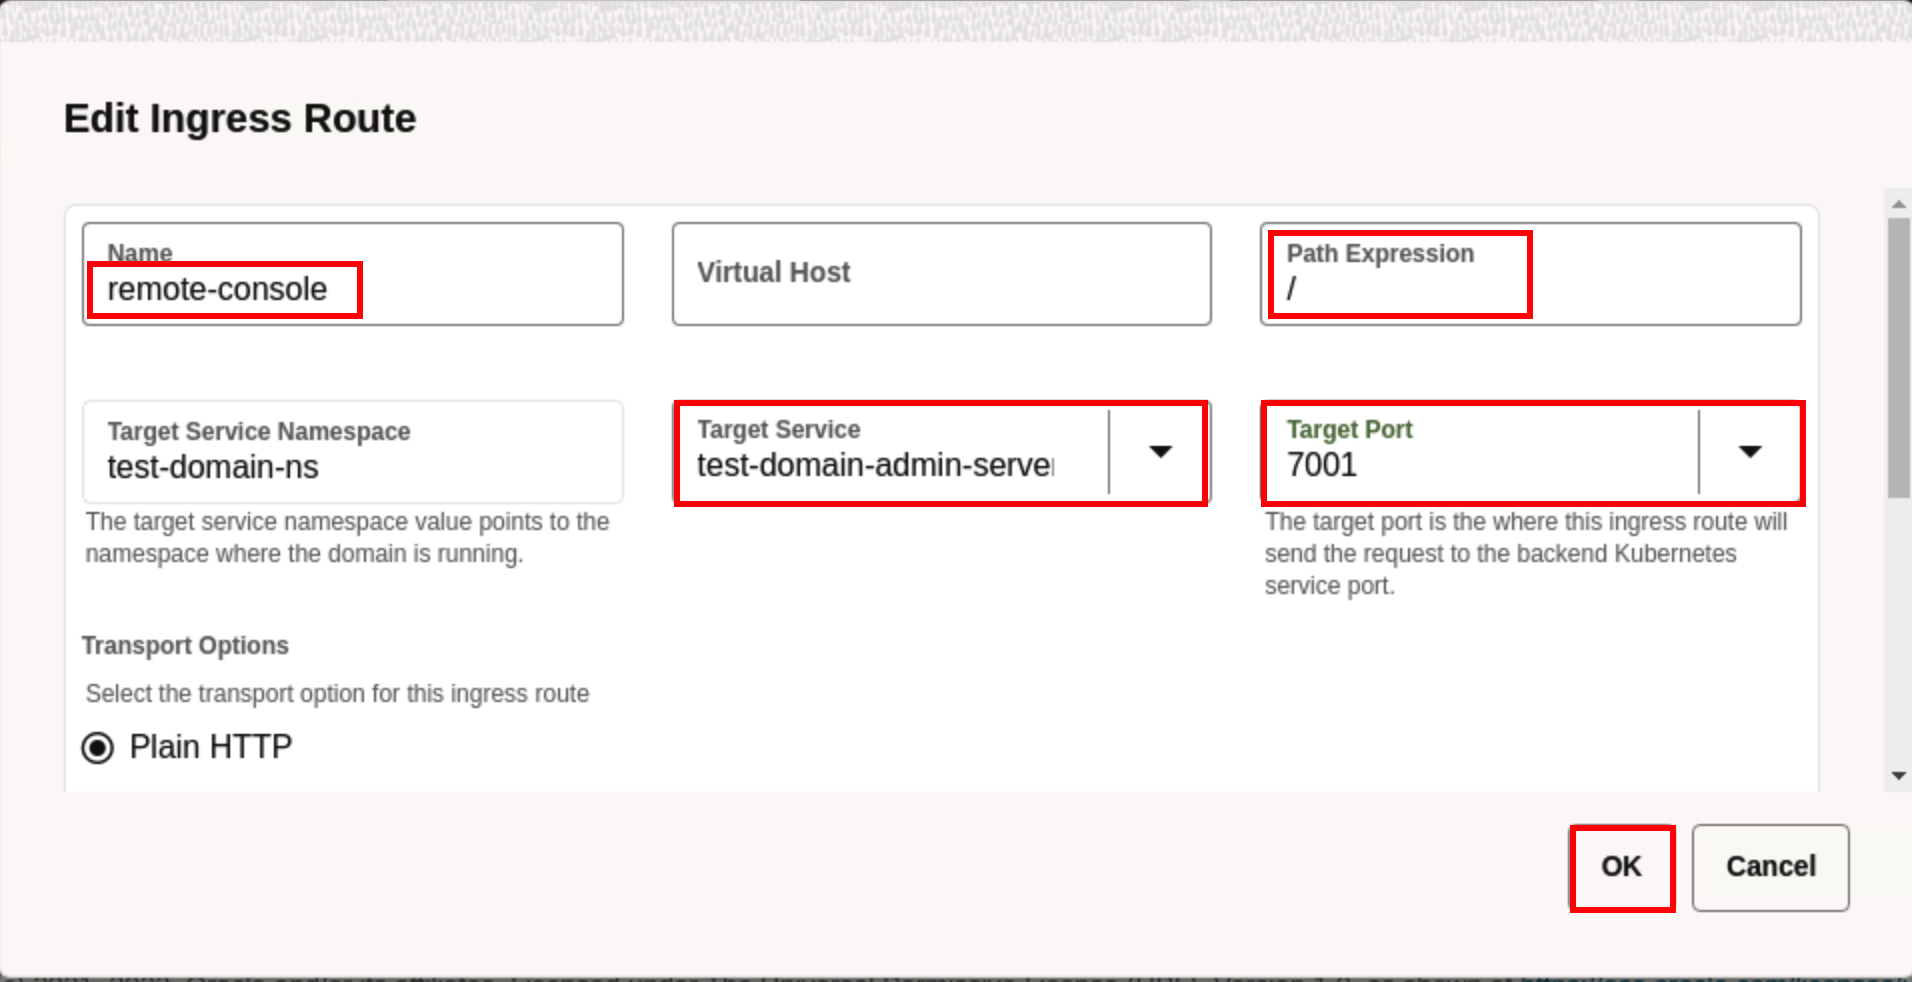 Edit Ingress Route
Name
remote-console
Virtual Host
Path Expression
/
Target Service Namespace
test-domain-ns
The target service namespace value points to the
namespace where the domain is running.
Target Service
test-domain-admin-server
Target Port
7001
The target port is the where this ingress route will
send the request to the backend Kubernetes
service port.
Transport Options
Select the transport option for this ingress route
Plain HTTP
OK
Cancel